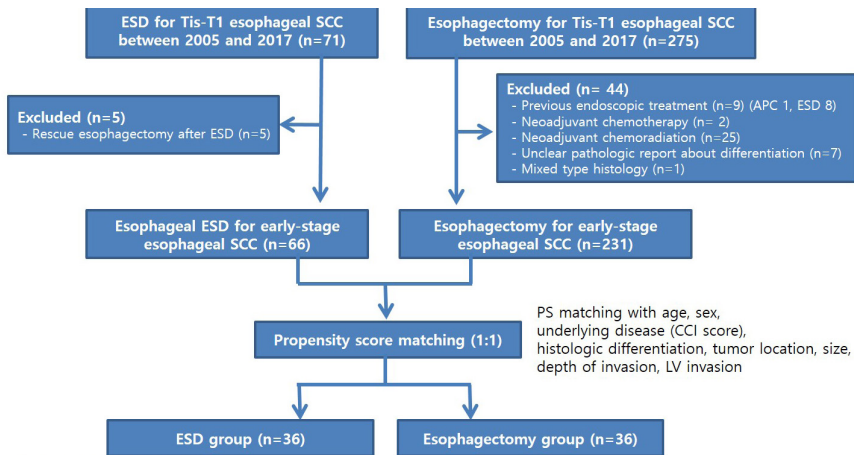 ESD for Tis-T1 esophageal SCC
between 2005 and 2017 (n=71)
Esophagectomy for Tis-T1 esophageal SCC
between 2005 and 2017 (n=275)
Excluded (n=5)
- Rescue esophagectomy after ESD (n=5)
Excluded (n= 44)
- Previous endoscopic treatment (n=9) (APC 1, ESD 8)
- Neoadjuvant chemotherapy (n= 2)
- Neoadjuvant chemoradiation (n=25)
- Unclear pathologic report about differentiation (n=7)
- Mixed type histology (n=1)
Esophageal ESD for early-stage
esophageal SCC (n=66)
Esophagectomy for early-stage
esophageal SCC (n=231)
Propensity score matching (1:1)
PS matching with age, sex,
underlying disease (CCI score),
histologic differentiation, tumor location, size,
depth of invasion, LV invasion
ESD group (n=36)
Esophagectomy group (n=36)